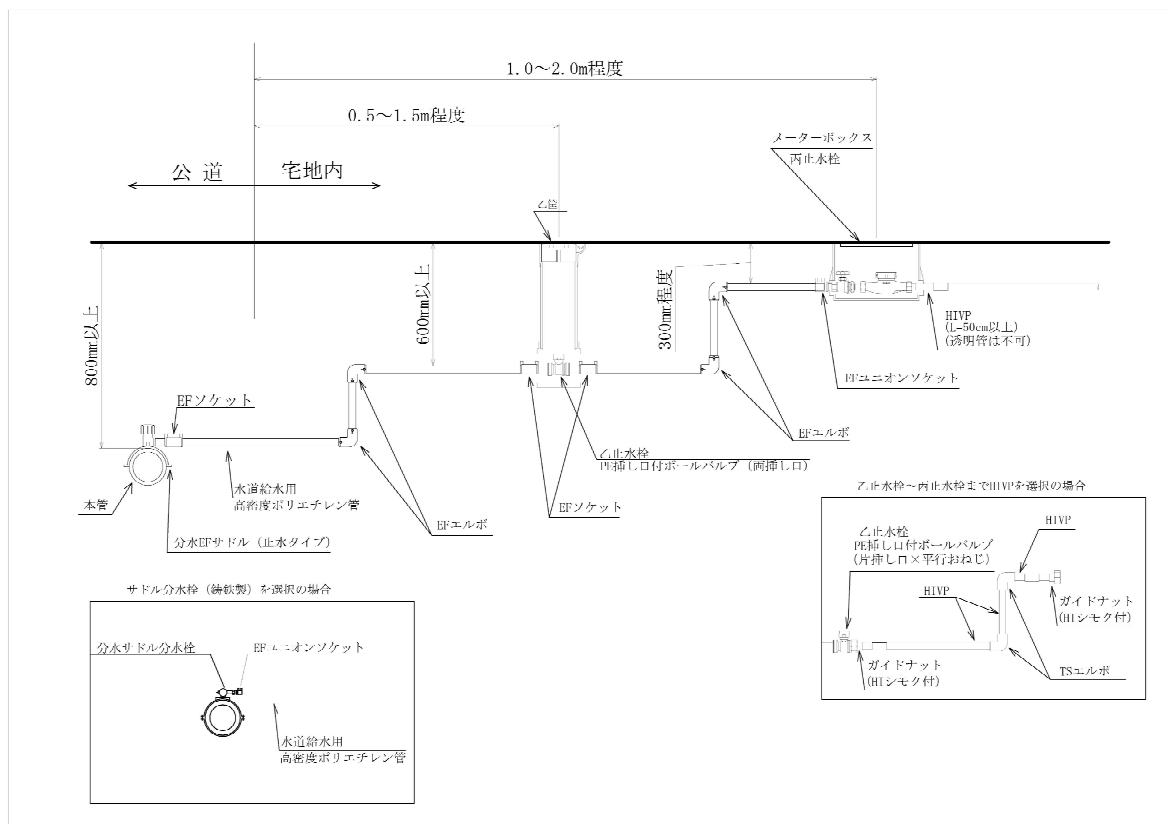 1.0～2.0m程度
0.5～1.5m程度
メーターボックス
丙止水栓
公 道
宅地内
乙筐
800mm以上
600mm以上
300mm程度
HIVP
(L=50cm以上)
(透明管は不可)
EFユニオンソケット
EFソケット
EFエルボ
乙止水栓
PE挿し口付ボールバルブ (両挿し口)
水道給水用
高密度ポリエチレン管
本管
EFソケット
EFエルボ
分水EFサドル (止水タイプ)
乙止水栓～丙止水栓までHIVPを選択の場合
HIVP
乙止水栓
PE挿し口付ボールバルブ
(片挿し口×平行おねじ)
HIVP
ガイドナット
(HIシモク付)
ガイドナット
(HIシモク付)
TSエルボ
サドル分水栓 (鋳鉄製) を選択の場合
分水サドル分水栓
EFユニオンソケット
水道給水用
高密度ポリエチレン管